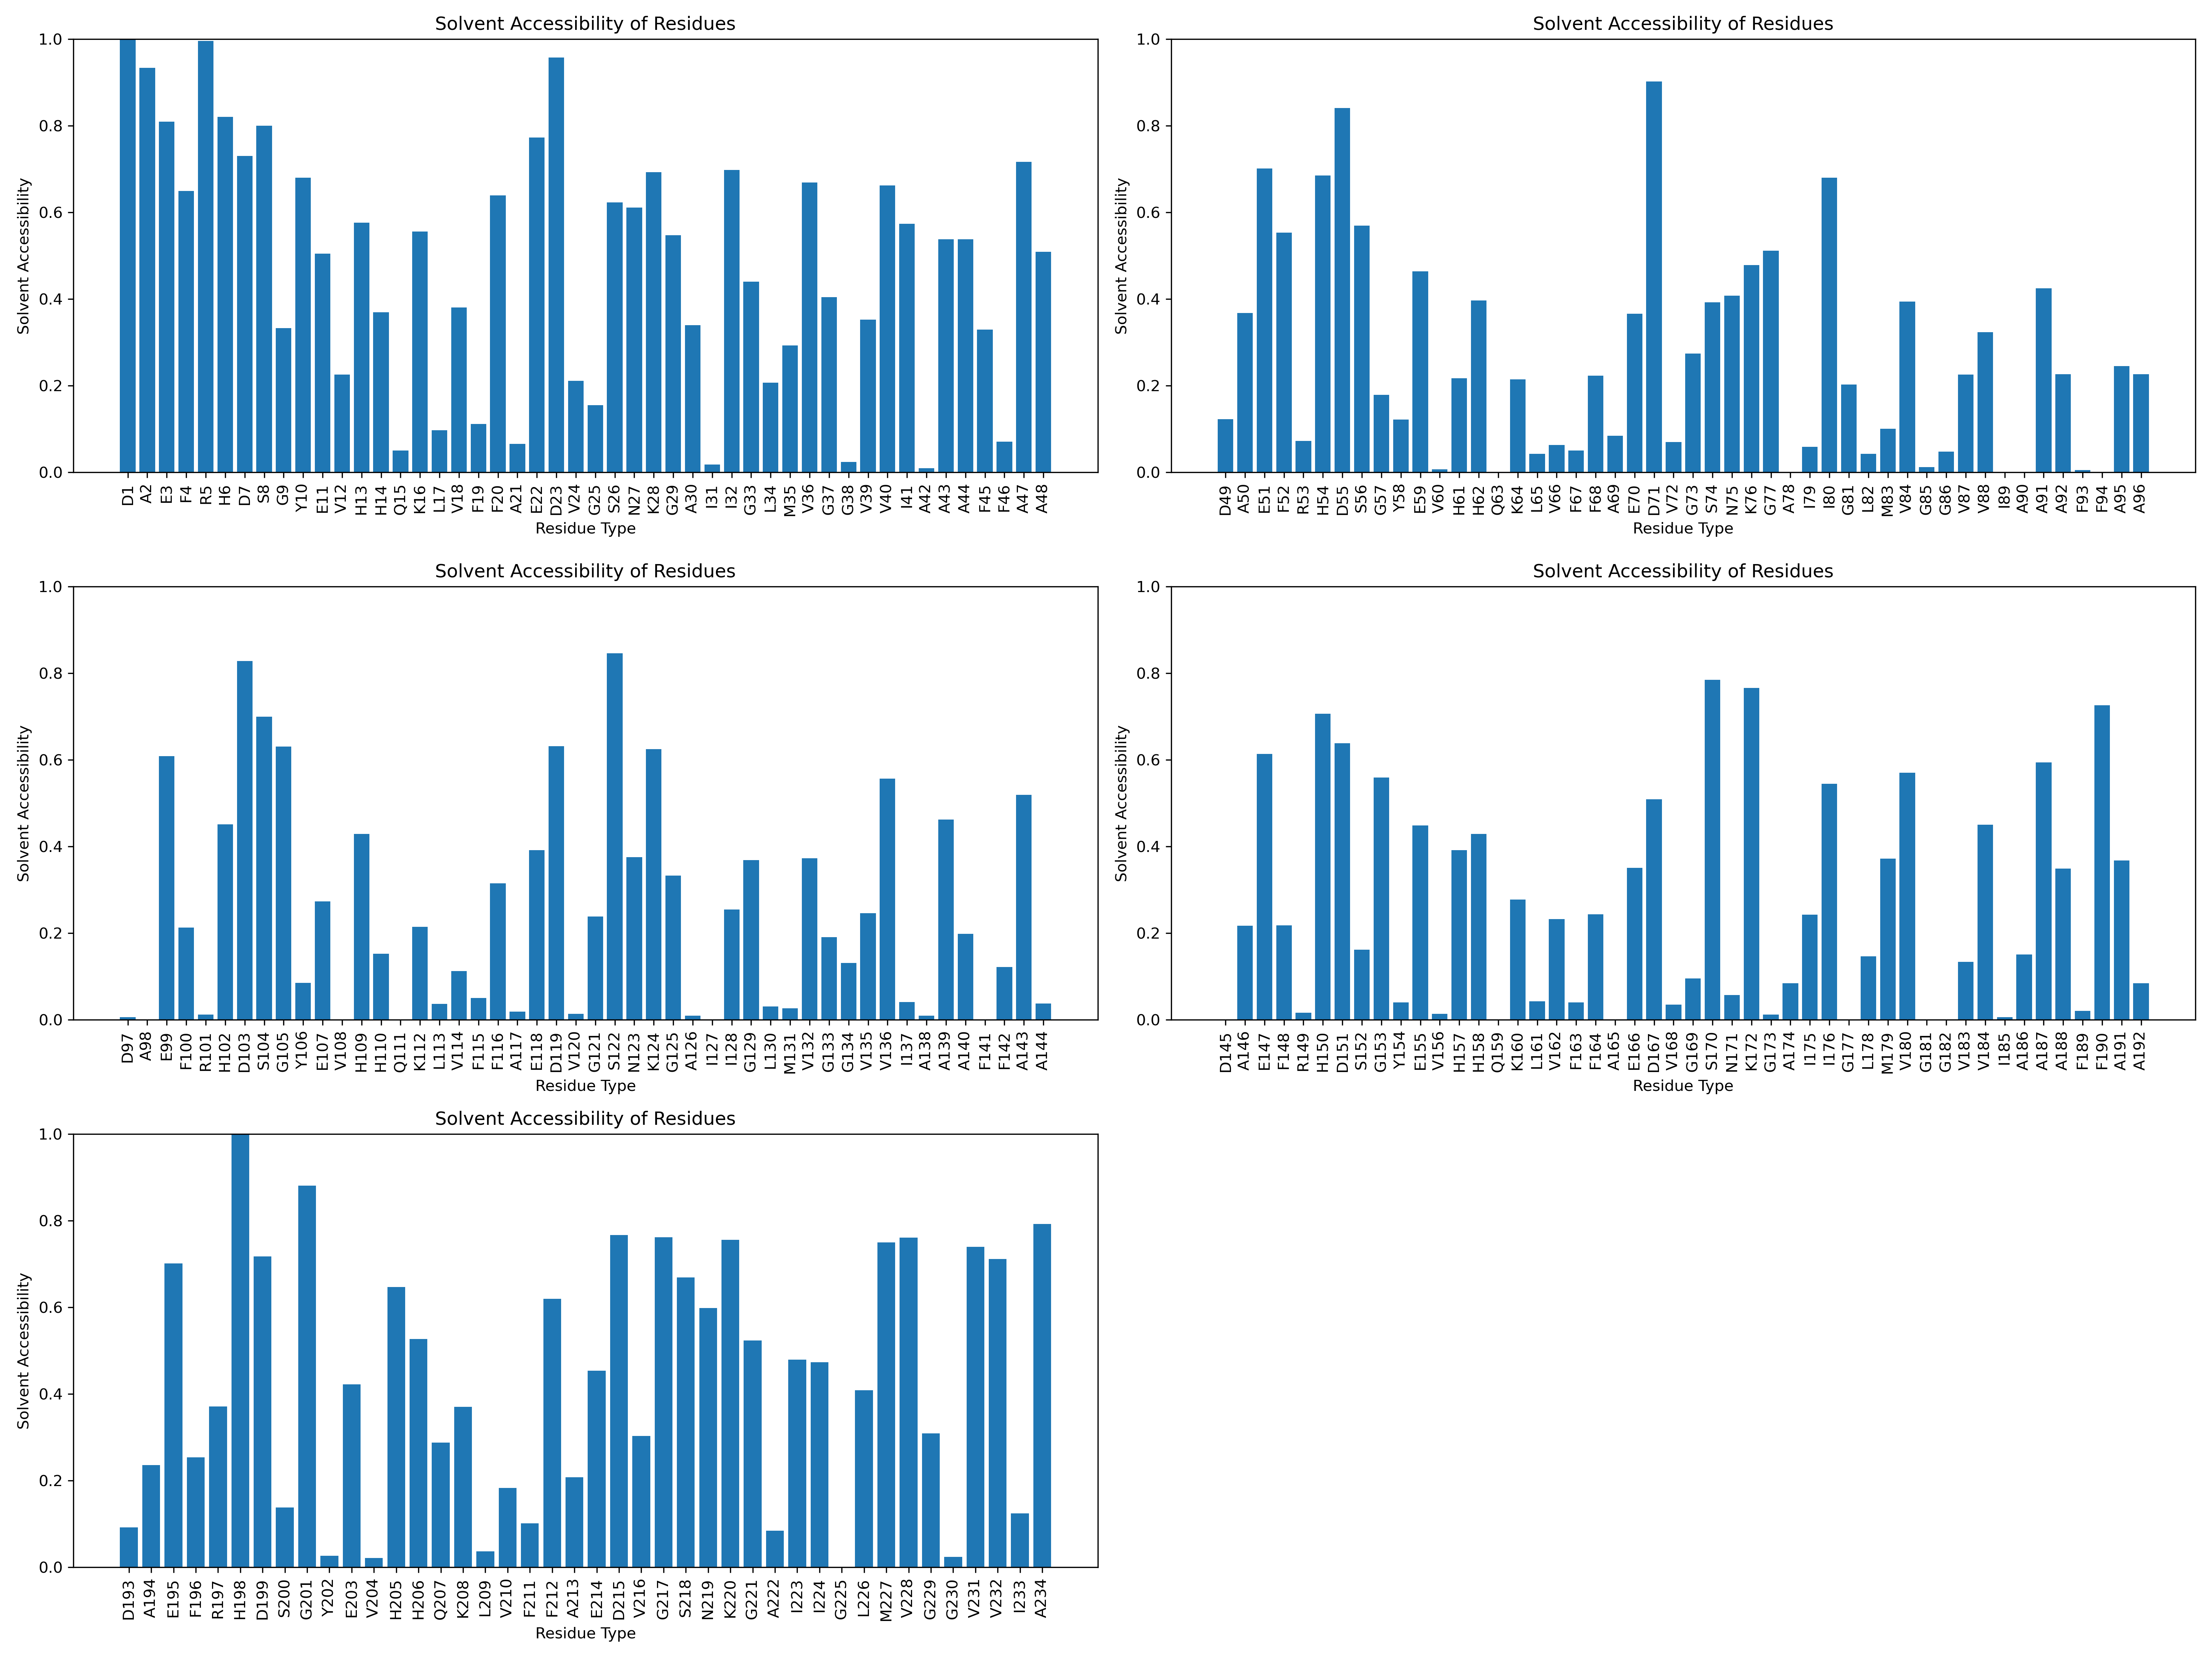 Solvent Accessibility of Residues
Solvent Accessibility
1.0
0.8
0.6
0.4
0.2
0.0
D1 A2 E3 F4 R5 H6 D7 S8 G9 Y10 E11 V12 H13 H14 Q15 K16 L17 V18 F19 F20 A21 E22 D23 V24 G25 S26 N27 K28 G29 A30 I31 I32 G33 L34 M35 V36 G37 G38 V39 V40 I41 A42 A43 A44 F45 F46 A47 A48
Residue Type
Solvent Accessibility of Residues
Solvent Accessibility
1.0
0.8
0.6
0.4
0.2
0.0
D49 A50 E51 F52 R53 H54 D55 S56 G57 Y58 E59 V60 H61 H62 Q63 K64 L65 V66 F67 F68 A69 E70 D71 V72 G73 S74 N75 K76 G77 A78 I79 I80 G81 L82 M83 V84 G85 G86 V87 V88 I89 A90 A91 A92 F93 F94 A95 A96
Residue Type
Solvent Accessibility of Residues
Solvent Accessibility
1.0
0.8
0.6
0.4
0.2
0.0
D97 A98 E99 F100 R101 H102 D103 S104 G105 Y106 E107 V108 H109 H110 Q111 K112 L113 V114 F115 F116 A117 E118 D119 V120 G121 S122 N123 K124 G125 A126 I127 I128 G129 L130 M131 V132 G133 G134 V135 V136 I137 A138 A139 A140 F141 F142 A143 A144
Residue Type
Solvent Accessibility of Residues
Solvent Accessibility
1.0
0.8
0.6
0.4
0.2
0.0
D145 A146 E147 F148 R149 H150 D151 S152 G153 Y154 E155 V156 H157 H158 Q159 K160 L161 V162 F163 F164 A165 E166 D167 V168 G169 S170 N171 K172 G173 A174 I175 I176 G177 L178 M179 V180 G181 G182 V183 V184 I185 A186 A187 A188 F189 F190 A191 A192
Residue Type
Solvent Accessibility of Residues
Solvent Accessibility
1.0
0.8
0.6
0.4
0.2
0.0
D193 A194 E195 F196 R197 H198 D199 S200 G201 Y202 E203 V204 H205 H206 Q207 K208 L209 V210 F211 F212 A213 E214 D215 V216 G217 S218 N219 K220 G221 A222 I223 I224 G225 L226 M227 V228 G229 G230 V231 V232 I233 A234
Residue Type